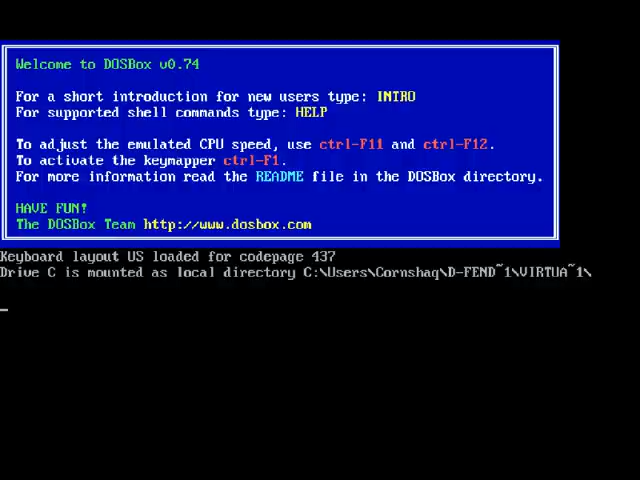 Welcome to DOSBox v0.74
For a short introduction for new users type: INTRO
For supported shell commands type: HELP
To adjust the emulated CPU speed, use ctrl-F11 and ctrl-F12.
To activate the keymapper ctrl-F1.
For more information read the README file in the DOSBox directory.
HAVE FUN!
The DOSBox Team http://www.dosbox.com
Keyboard layout US loaded for codepage 437
Drive C is mounted as local directory C:\Users\Cornshaq\D-FEND~1\VIRTUA~1\